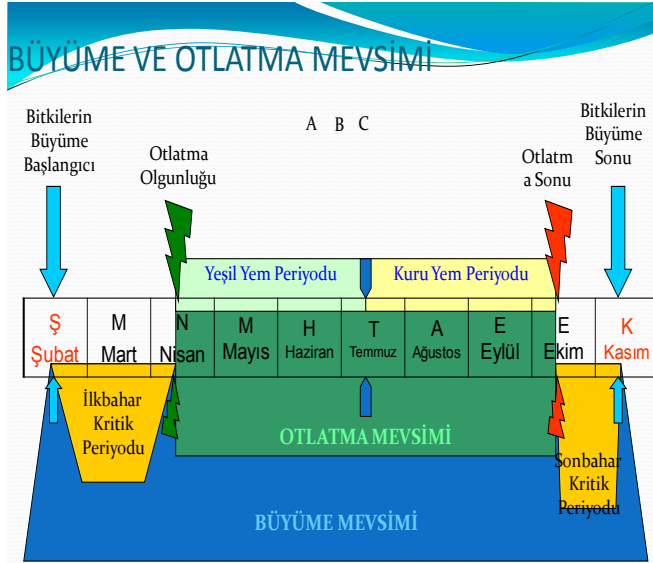 BÜYÜME VE OTLATMA MEVSİMİ
A B C
Bitkilerin
Büyüme
Başlangıcı
Otlatma
Olgunluğu
Otlatm
a Sonu
Bitkilerin
Büyüme
Sonu
Yeşil Yem Periyodu
Kuru Yem Periyodu
Ş M N M H T A E E K
Şubat Mart Nisan Mayıs Haziran Temmuz Ağustos Eylül Ekim Kasım
İlkbahar
Kritik
Periyodu
OTLATMA MEVSİMİ
Sonbahar
Kritik
Periyodu
BÜYÜME MEVSİMİ